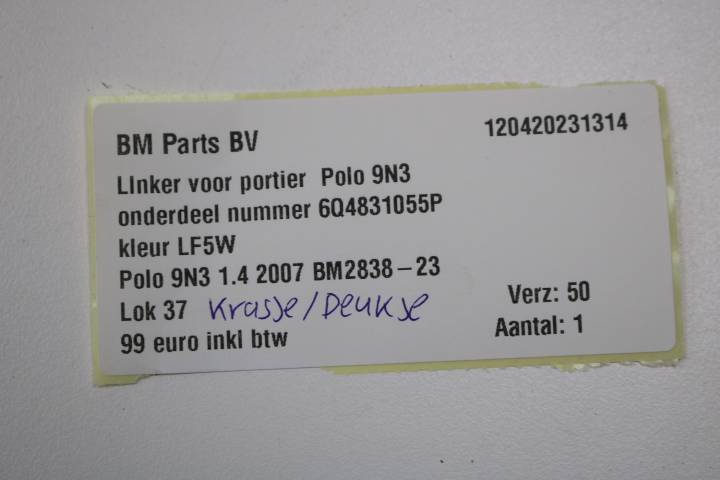 BM Parts BV
120420231314
LInker voor portier Polo 9N3
onderdeel nummer 6Q4831055P
kleur LF5W
Polo 9N3 1.4 2007 BM2838-23
Lok 37 Krasje/Deukje
Verz: 50
99 euro inkl btw
Aantal: 1